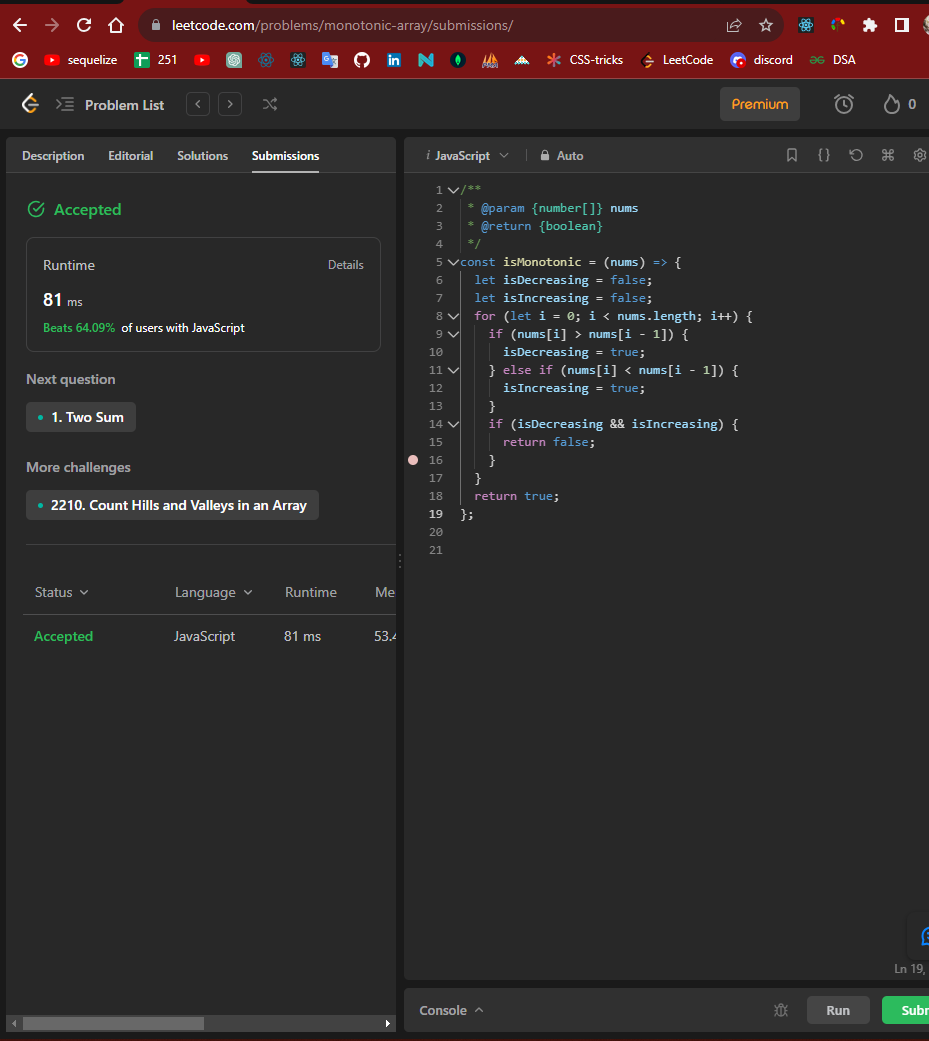 leetcode.com/problems/monotonic-array/submissions/
sequelize
251
CSS-tricks
LeetCode
discord
DSA
Problem List
Premium
0
Description
Editorial
Solutions
Submissions
Accepted
Runtime
Details
81 ms
Beats 64.09% of users with JavaScript
Next question
1. Two Sum
More challenges
2210. Count Hills and Valleys in an Array
Status
Language
Runtime
Me
Accepted
JavaScript
81 ms
53.4
i JavaScript
Auto
1 /**
2 * @param {number[]} nums
3 * @return {boolean}
4 */
5 const isMonotonic = (nums) => {
6 let isDecreasing = false;
7 let isIncreasing = false;
8 for (let i = 0; i < nums.length; i++) {
9 if (nums[i] > nums[i - 1]) {
10 isDecreasing = true;
11 } else if (nums[i] < nums[i - 1]) {
12 isIncreasing = true;
13 }
14 if (isDecreasing && isIncreasing) {
15 return false;
16 }
17 }
18 return true;
19 };
20
21
Ln 19,
Console
Run
Subr